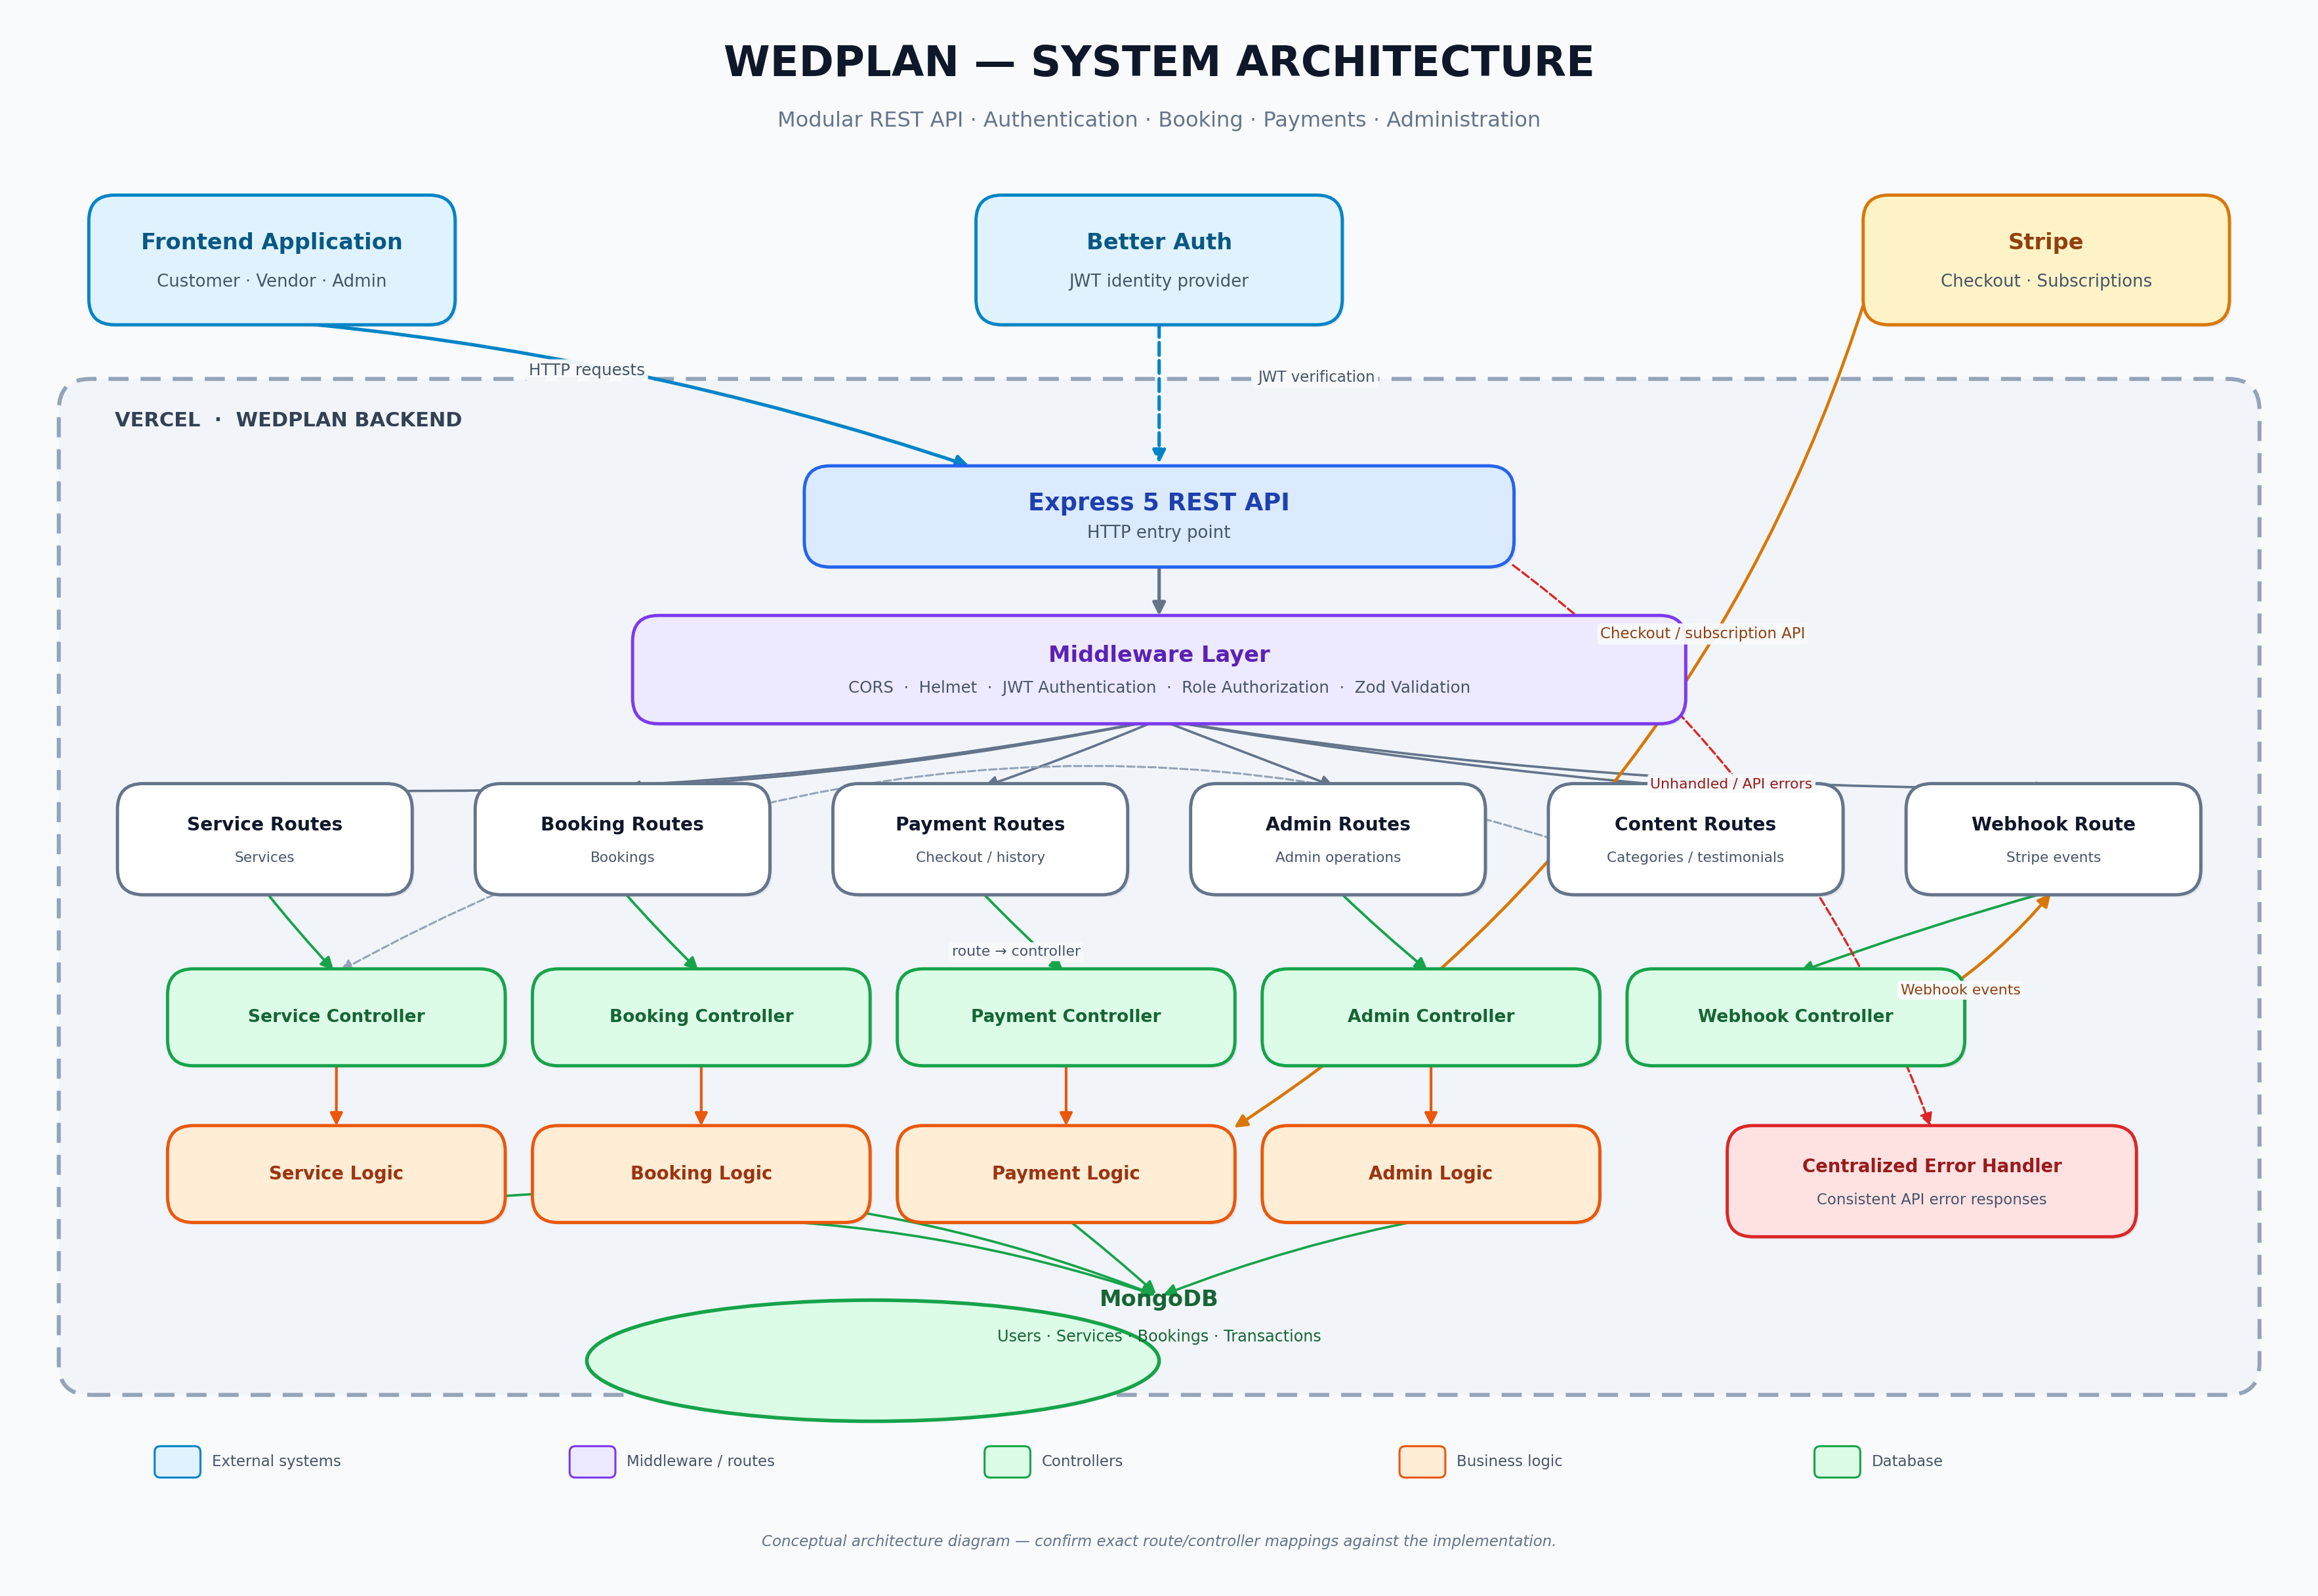 WEDPLAN — SYSTEM ARCHITECTURE
Modular REST API · Authentication · Booking · Payments · Administration
Frontend Application
Customer · Vendor · Admin
Better Auth
JWT identity provider
Stripe
Checkout · Subscriptions
HTTP requests
JWT verification
VERCEL · WEDPLAN BACKEND
Express 5 REST API
HTTP entry point
Checkout / subscription API
Middleware Layer
CORS · Helmet · JWT Authentication · Role Authorization · Zod Validation
Unhandled / API errors
Service Routes
Services
Booking Routes
Bookings
Payment Routes
Checkout / history
Admin Routes
Admin operations
Content Routes
Categories / testimonials
Webhook Route
Stripe events
route → controller
Webhook events
Service Controller
Booking Controller
Payment Controller
Admin Controller
Webhook Controller
Service Logic
Booking Logic
Payment Logic
Admin Logic
Centralized Error Handler
Consistent API error responses
MongoDB
Users · Services · Bookings · Transactions
External systems
Middleware / routes
Controllers
Business logic
Database
Conceptual architecture diagram — confirm exact route/controller mappings against the implementation.